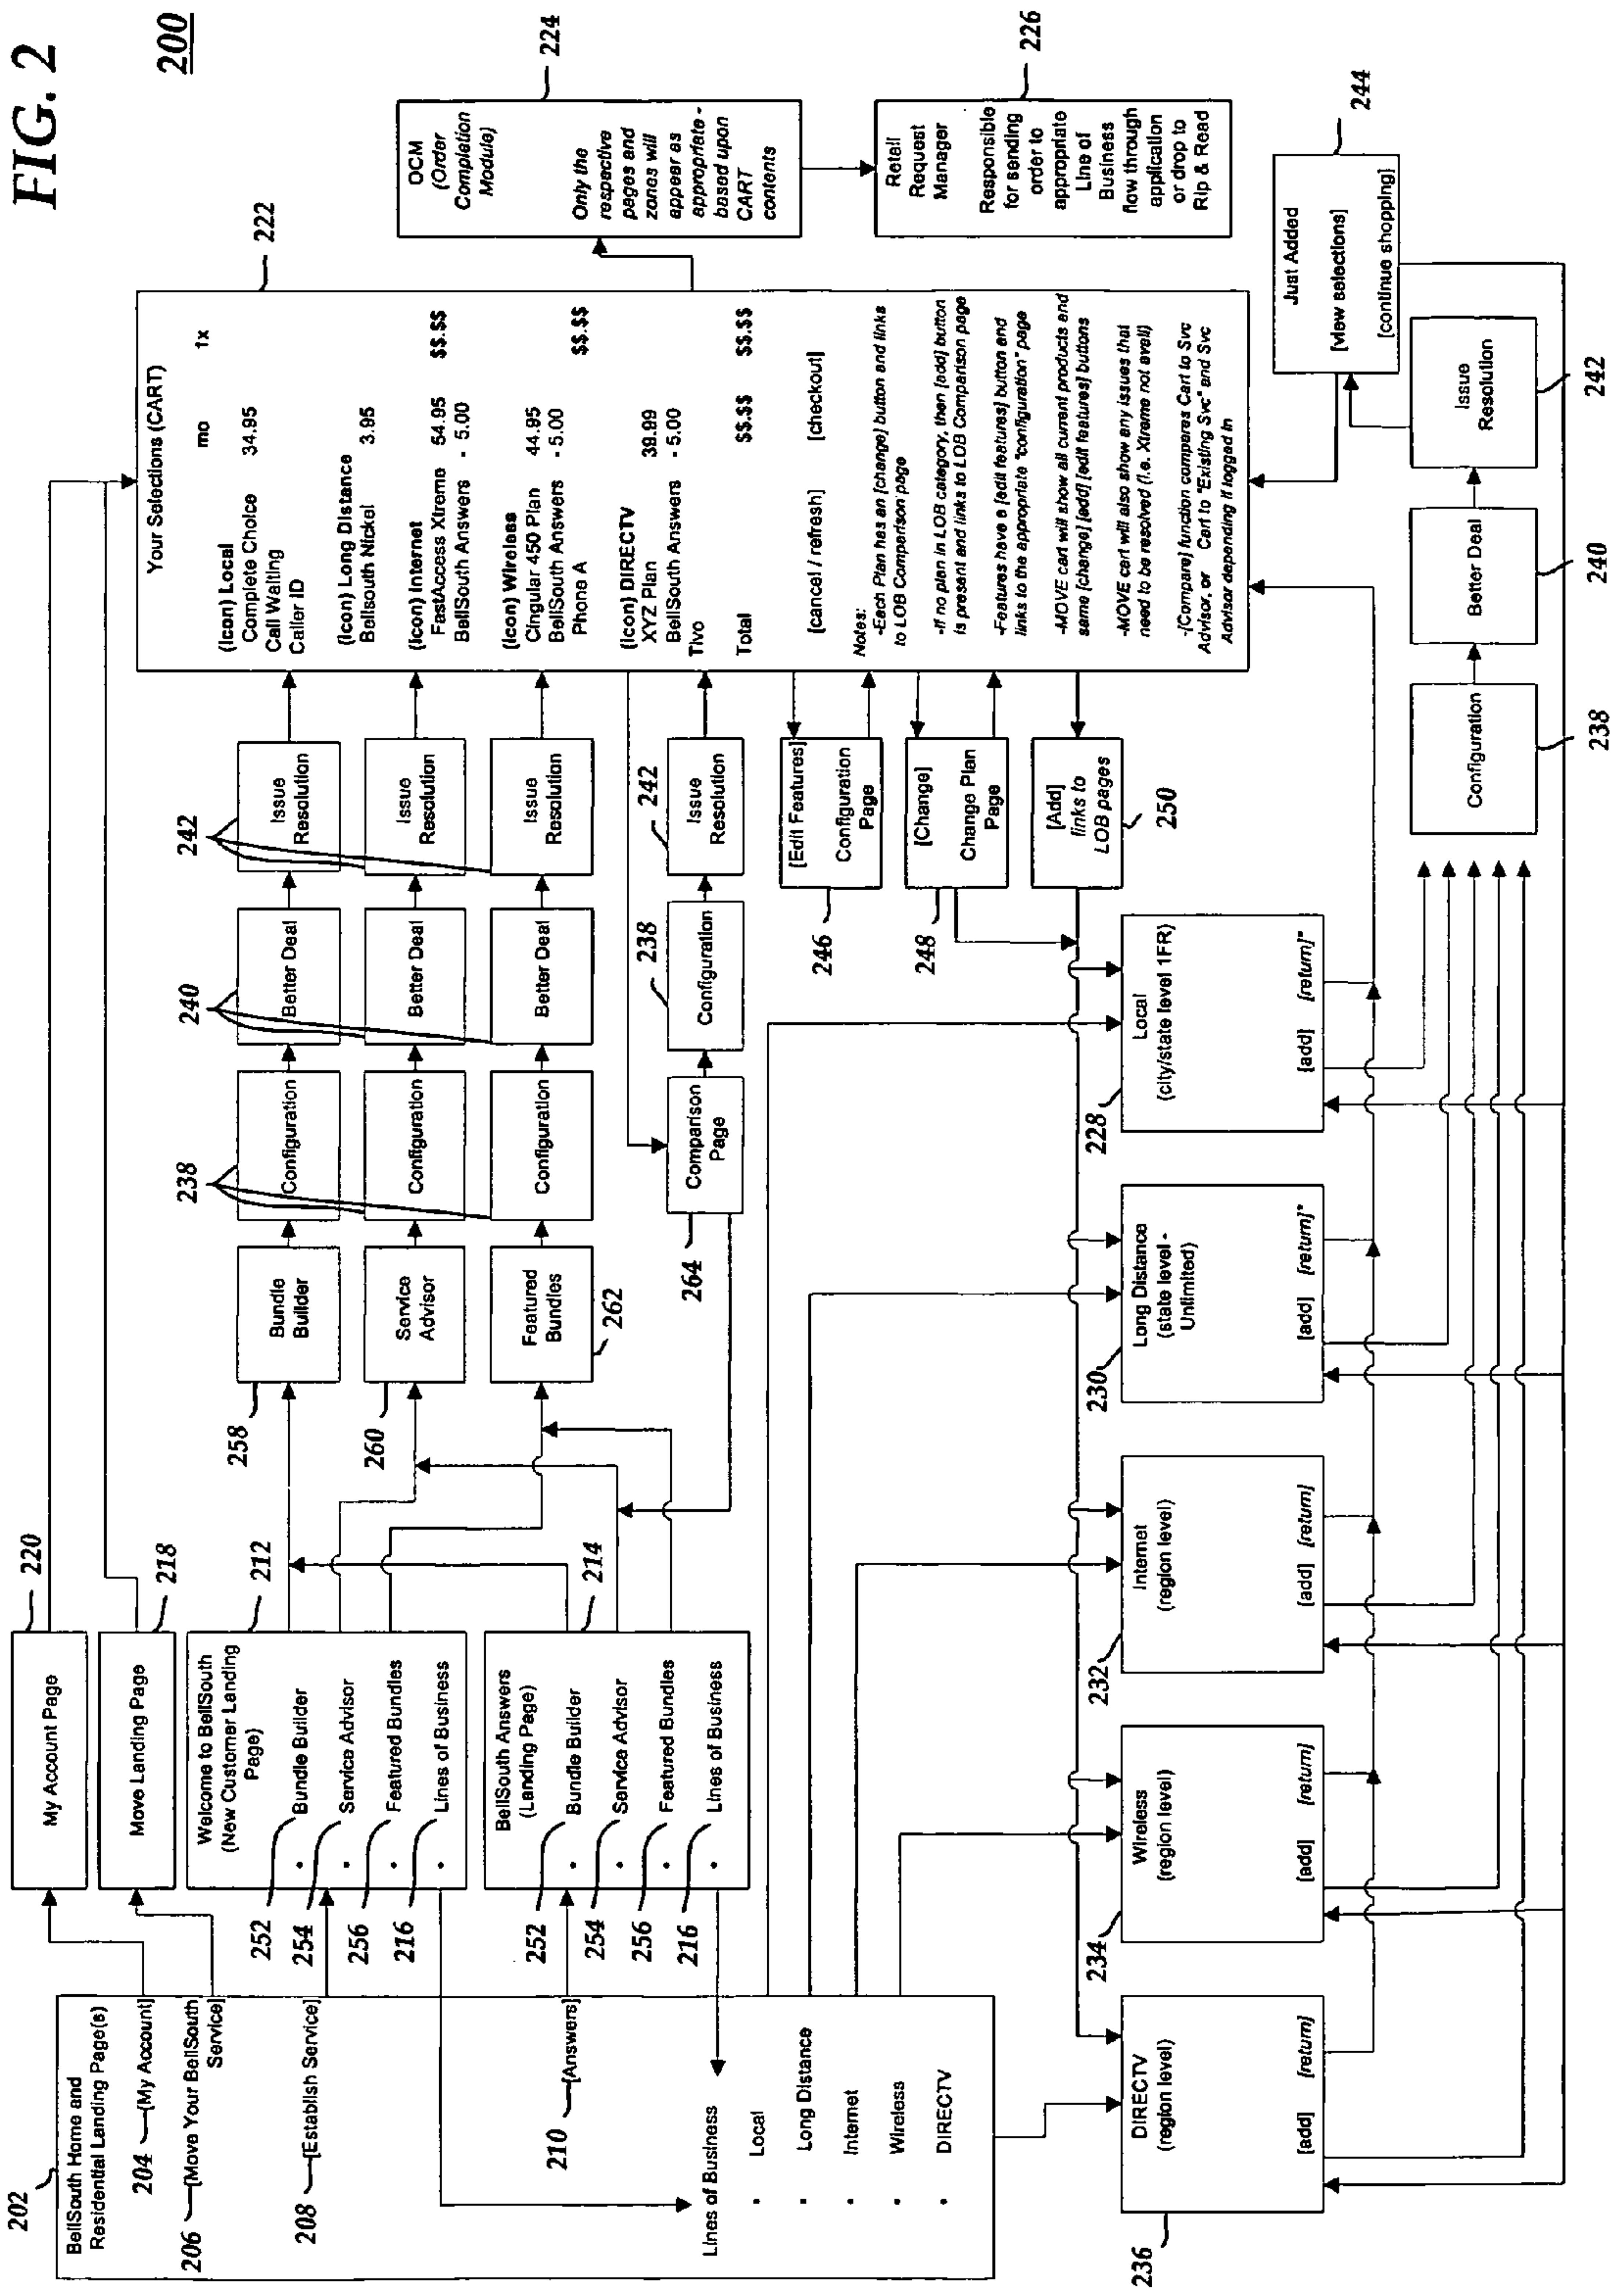 FIG. 2
200
202
BellSouth Home and
Residential Landing Page(s)
204
[My Account]
206
[Move Your BellSouth
Service]
208
[Establish Service]
210
[Answers]
Lines of Business
• Local
• Long Distance
• Internet
• Wireless
• DIRECTV
220
My Account Page
218
Move Landing Page
212
Welcome to BellSouth
(New Customer Landing
Page)
• Bundle Builder
• Service Advisor
• Featured Bundles
• Lines of Business
252
254
256
216
214
BellSouth Answers
(Landing Page)
• Bundle Builder
• Service Advisor
• Featured Bundles
• Lines of Business
252
254
256
216
258
Bundle
Builder
260
Service
Advisor
262
Featured
Bundles
238
Configuration
Configuration
Configuration
240
Better Deal
Better Deal
Better Deal
242
Issue
Resolution
Issue
Resolution
Issue
Resolution
264
Comparison
Page
238
Configuration
242
Issue
Resolution
246
[Edit Features]
Configuration
Page
248
[Change]
Change Plan
Page
250
[Add]
links to
LOB pages
222
Your Selections (CART)
mo 1x
(icon) Local
Complete Choice 34.95
Call Waiting
Caller ID
(icon) Long Distance
Bellsouth Nickel 3.95
(icon) Internet
FastAccess Xtreme 54.95 $$.$$
BellSouth Answers - 5.00
(icon) Wireless
Cingular 450 Plan 44.95
BellSouth Answers - 5.00
Phone A $$.$$
(icon) DIRECTV
XYZ Plan 39.99
BellSouth Answers - 5.00
Tivo
Total $$.$$ $$.$$
[cancel / refresh] [checkout]
Notes:
-Each Plan has an [change] button and links
to LOB Comparison page
-If no plan in LOB category, then [add] button
is present and links to LOB Comparison page
-Features have a [edit features] button and
links to the appropriate "configuration" page
-MOVE cart will show all current products and
same [change] [add] [edit features] buttons
-MOVE cart will also show any issues that
need to be resolved (i.e. Xtreme not avail)
-[Compare] function compares Cart to Svc
Advisor, or Cart to "Existing Svc" and Svc
Advisor depending if logged in
224
OCM
(Order
Completion
Module)
Only the
respective
pages and
zones will
appear as
appropriate -
based upon
CART
contents
226
Retail
Request
Manager
Responsible
for sending
order to
appropriate
Line of
Business
flow through
application
or drop to
Rip & Read
236
DIRECTV
(region level)
[add] [return]
234
Wireless
(region level)
[add] [return]
232
Internet
(region level)
[add] [return]
230
Long Distance
(state level -
Unlimited)
[add] [return]*
228
Local
(city/state level 1FR)
[add] [return]*
238
Configuration
240
Better Deal
242
Issue
Resolution
244
Just Added
[view selections]
[continue shopping]